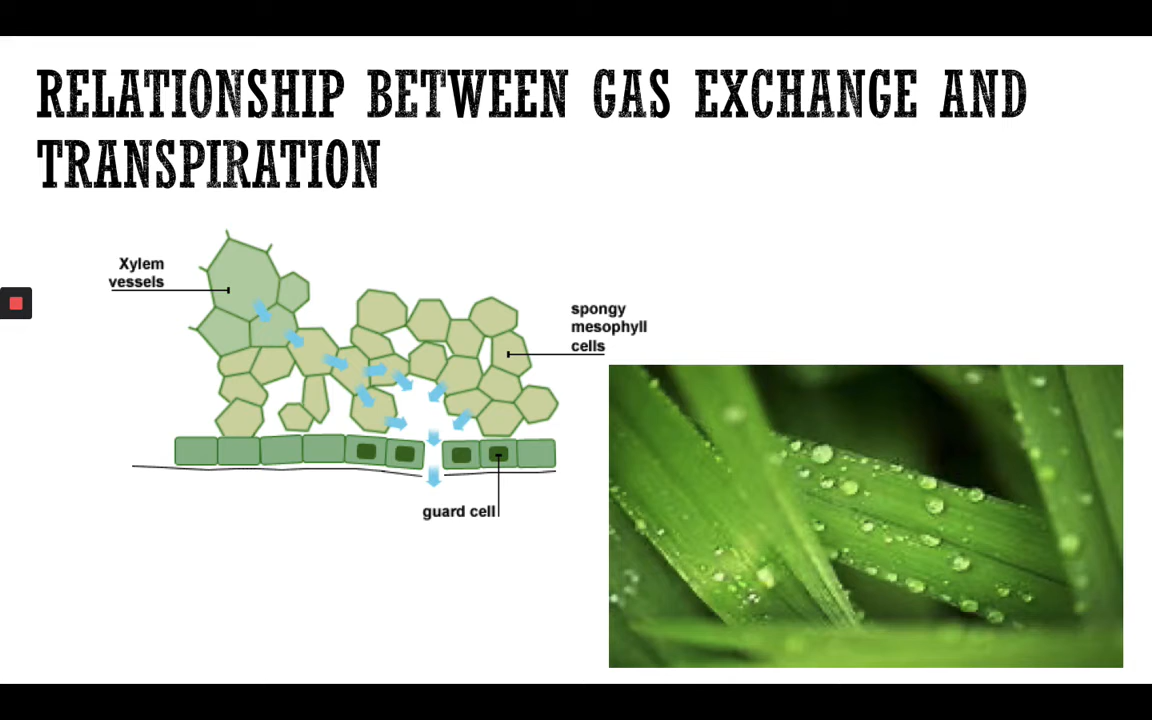 RELATIONSHIP BETWEEN GAS EXCHANGE AND
TRANSPIRATION
Xylem
vessels
spongy
mesophyll
cells
guard cell